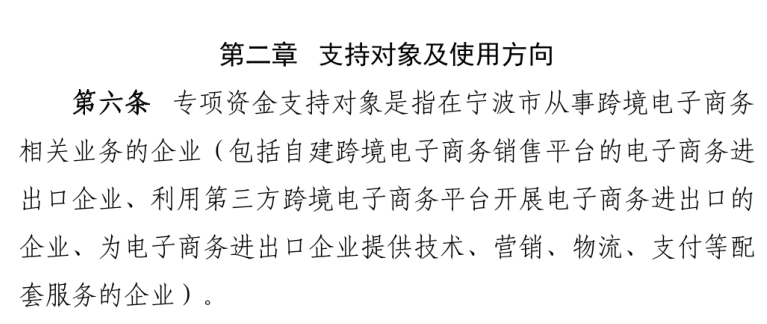 第二章 支持对象及使用方向
第六条 专项资金支持对象是指在宁波市从事跨境电子商务
相关业务的企业（包括自建跨境电子商务销售平台的电子商务进
出口企业、利用第三方跨境电子商务平台开展电子商务进出口的
企业、为电子商务进出口企业提供技术、营销、物流、支付等配
套服务的企业）。